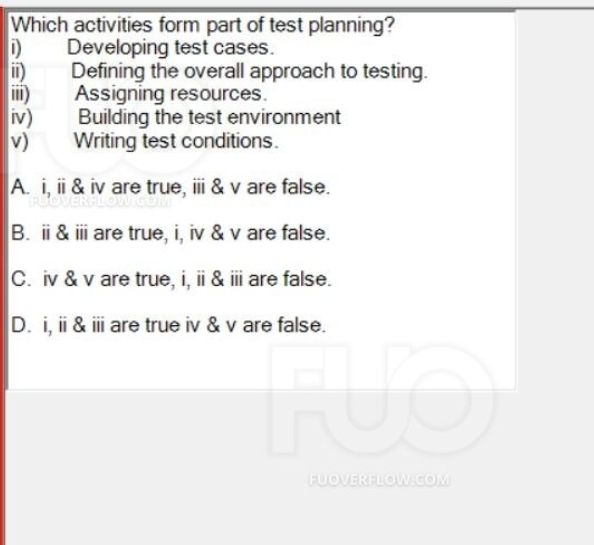 Which activities form part of test planning?
i) Developing test cases.
ii) Defining the overall approach to testing.
iii) Assigning resources.
iv) Building the test environment
v) Writing test conditions.
A. i, ii & iv are true, iii & v are false.
FUOVERFLOW.COM
B. ii & iii are true, i, iv & v are false.
C. iv & v are true, i, ii & iii are false.
D. i, ii & iii are true iv & v are false.
FUO
FUOVERFLOW.COM